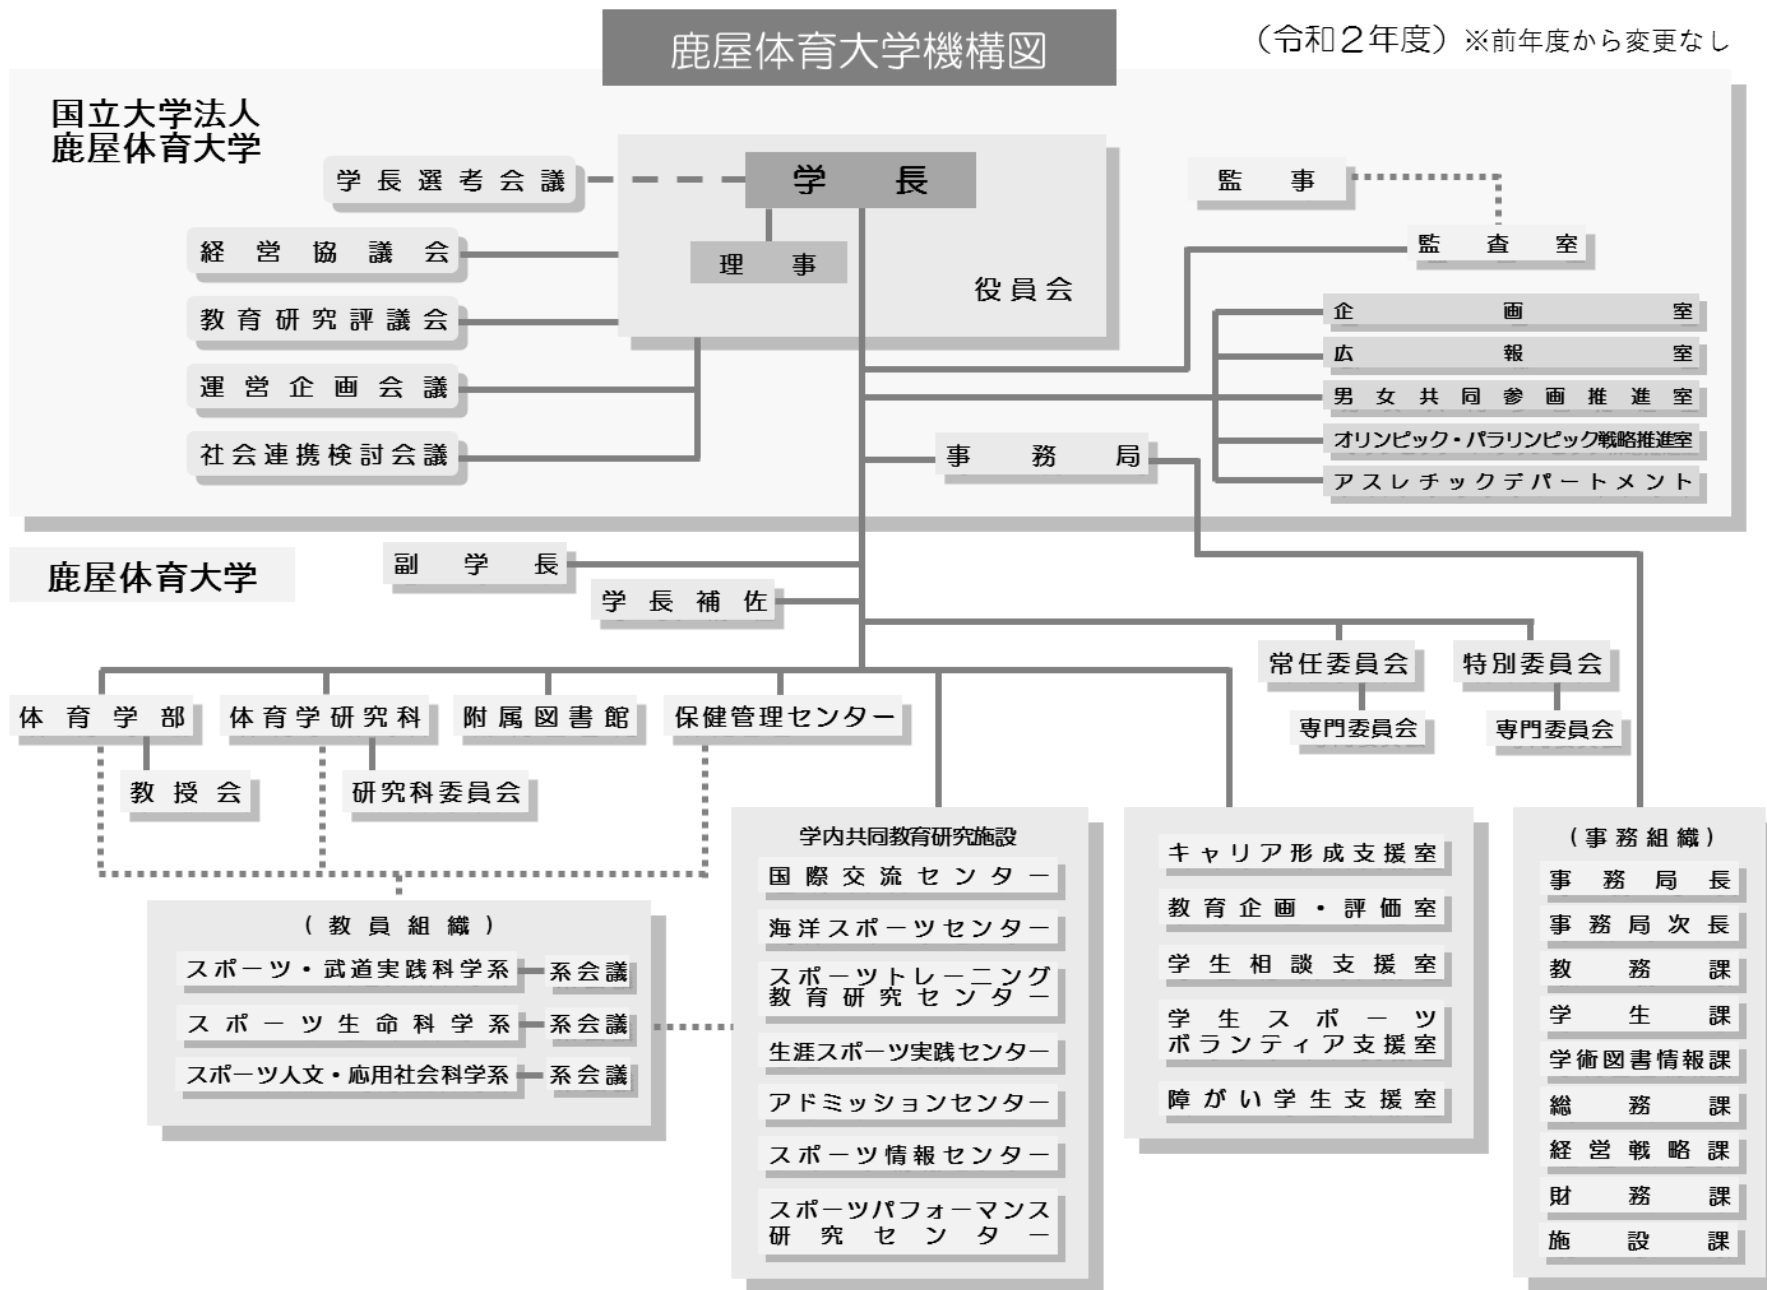 鹿屋体育大学機構図
（令和２年度）※前年度から変更なし
国立大学法人
鹿屋体育大学
学長選考会議
学長
監事
経営協議会
理事
役員会
監査室
教育研究評議会
運営企画会議
社会連携検討会議
企画室
広報室
男女共同参画推進室
オリンピック・パラリンピック戦略推進室
アスレチックデパートメント
事務局
鹿屋体育大学
副学長
学長補佐
常任委員会
特別委員会
専門委員会
専門委員会
体育学部
体育学研究科
附属図書館
保健管理センター
教授会
研究科委員会
（教員組織）
スポーツ・武道実践科学系
系会議
スポーツ生命科学系
系会議
スポーツ人文・応用社会科学系
系会議
学内共同教育研究施設
国際交流センター
海洋スポーツセンター
スポーツトレーニング
教育研究センター
生涯スポーツ実践センター
アドミッションセンター
スポーツ情報センター
スポーツパフォーマンス
研究センター
キャリア形成支援室
教育企画・評価室
学生相談支援室
学生スポーツ
ボランティア支援室
障がい学生支援室
（事務組織）
事務局長
事務局次長
教務課
学生課
学術図書情報課
総務課
経営戦略課
財務課
施設課